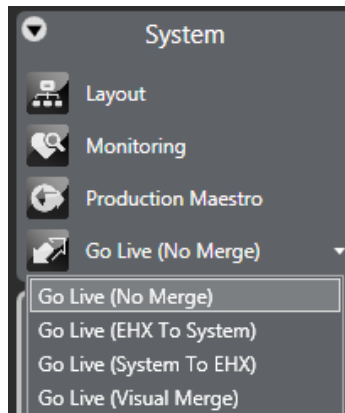 System
Layout
Monitoring
Production Maestro
Go Live (No Merge)
Go Live (No Merge)
Go Live (EHX To System)
Go Live (System To EHX)
Go Live (Visual Merge)